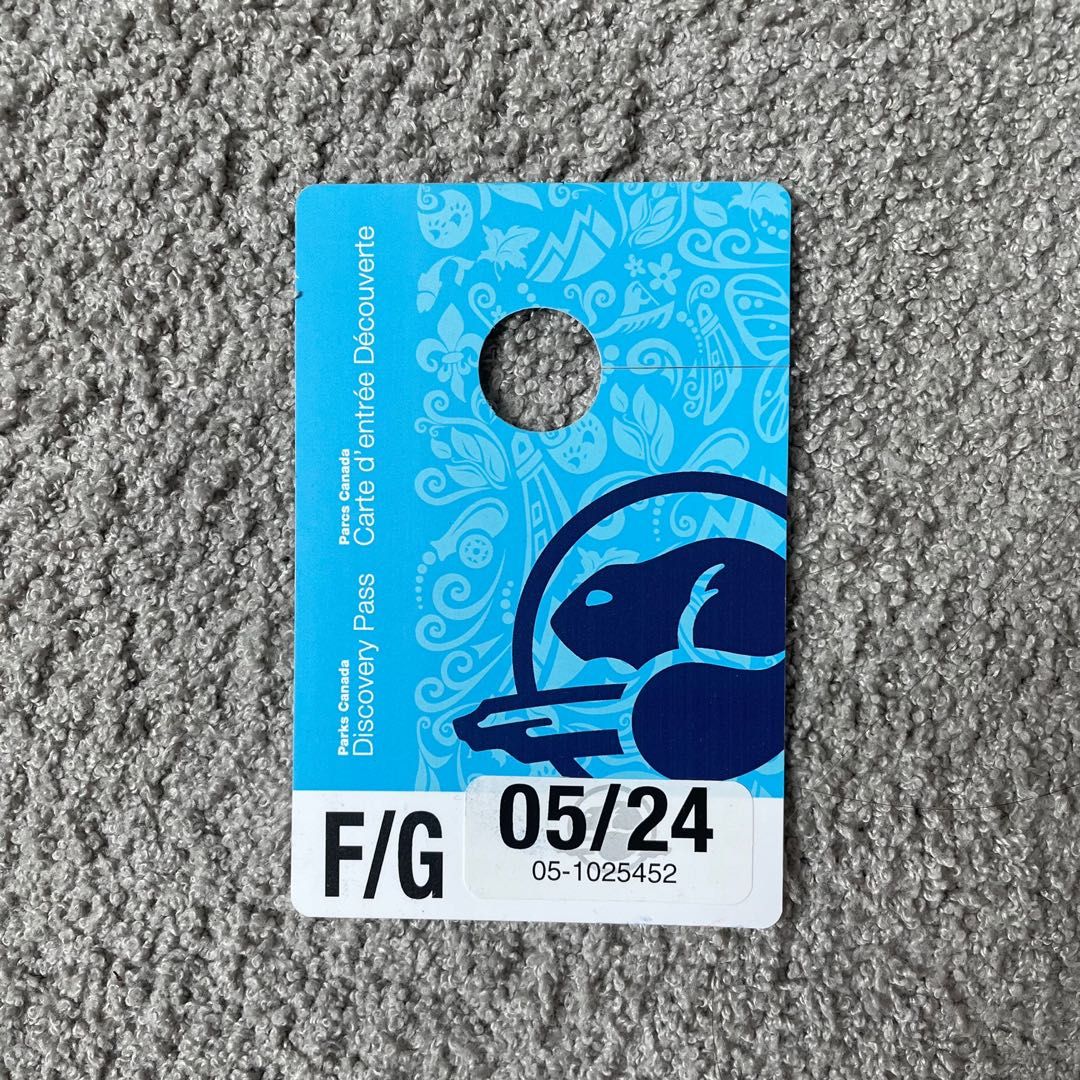 Parks Canada
Discovery Pass
Parcs Canada
Carte d'entrée Découverte
F/G
05/24
05-1025452